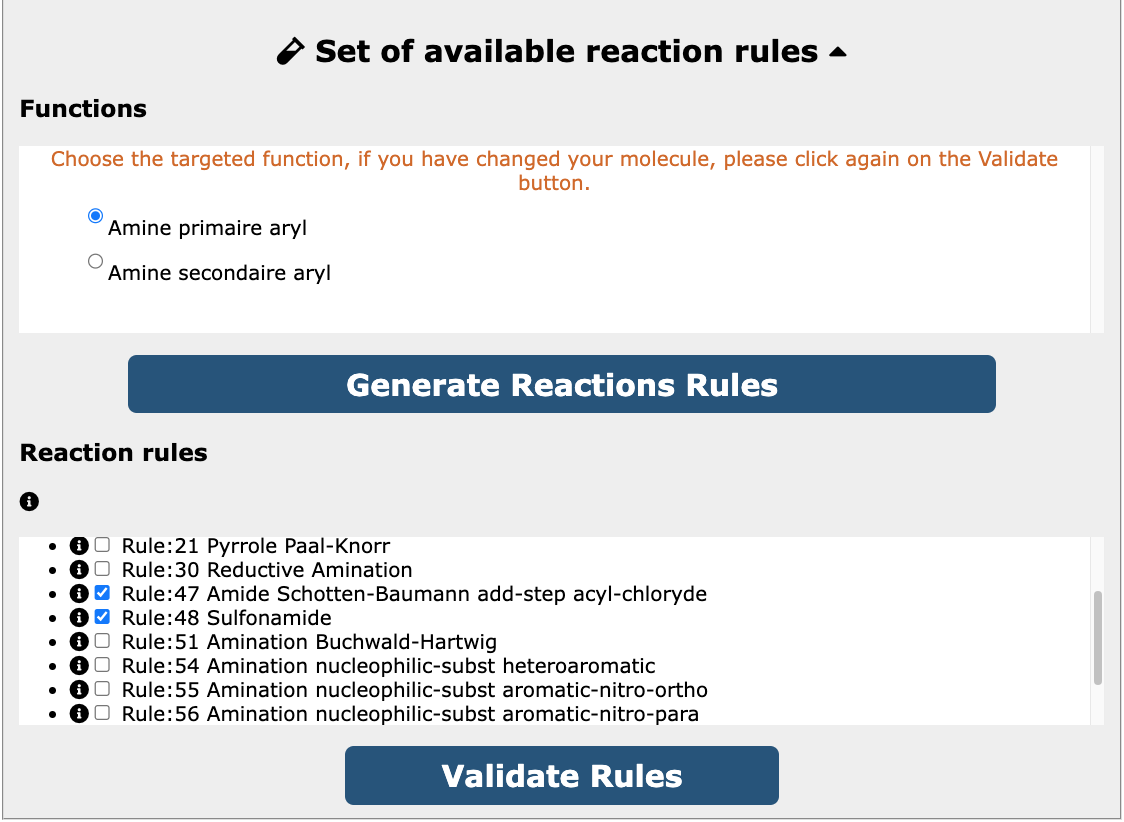 Set of available reaction rules
Functions
Choose the targeted function, if you have changed your molecule, please click again on the Validate
button.
Amine primaire aryl
Amine secondaire aryl
Generate Reactions Rules
Reaction rules
Rule:21 Pyrrole Paal-Knorr
Rule:30 Reductive Amination
Rule:47 Amide Schotten-Baumann add-step acyl-chloryde
Rule:48 Sulfonamide
Rule:51 Amination Buchwald-Hartwig
Rule:54 Amination nucleophilic-subst heteroaromatic
Rule:55 Amination nucleophilic-subst aromatic-nitro-ortho
Rule:56 Amination nucleophilic-subst aromatic-nitro-para
Validate Rules